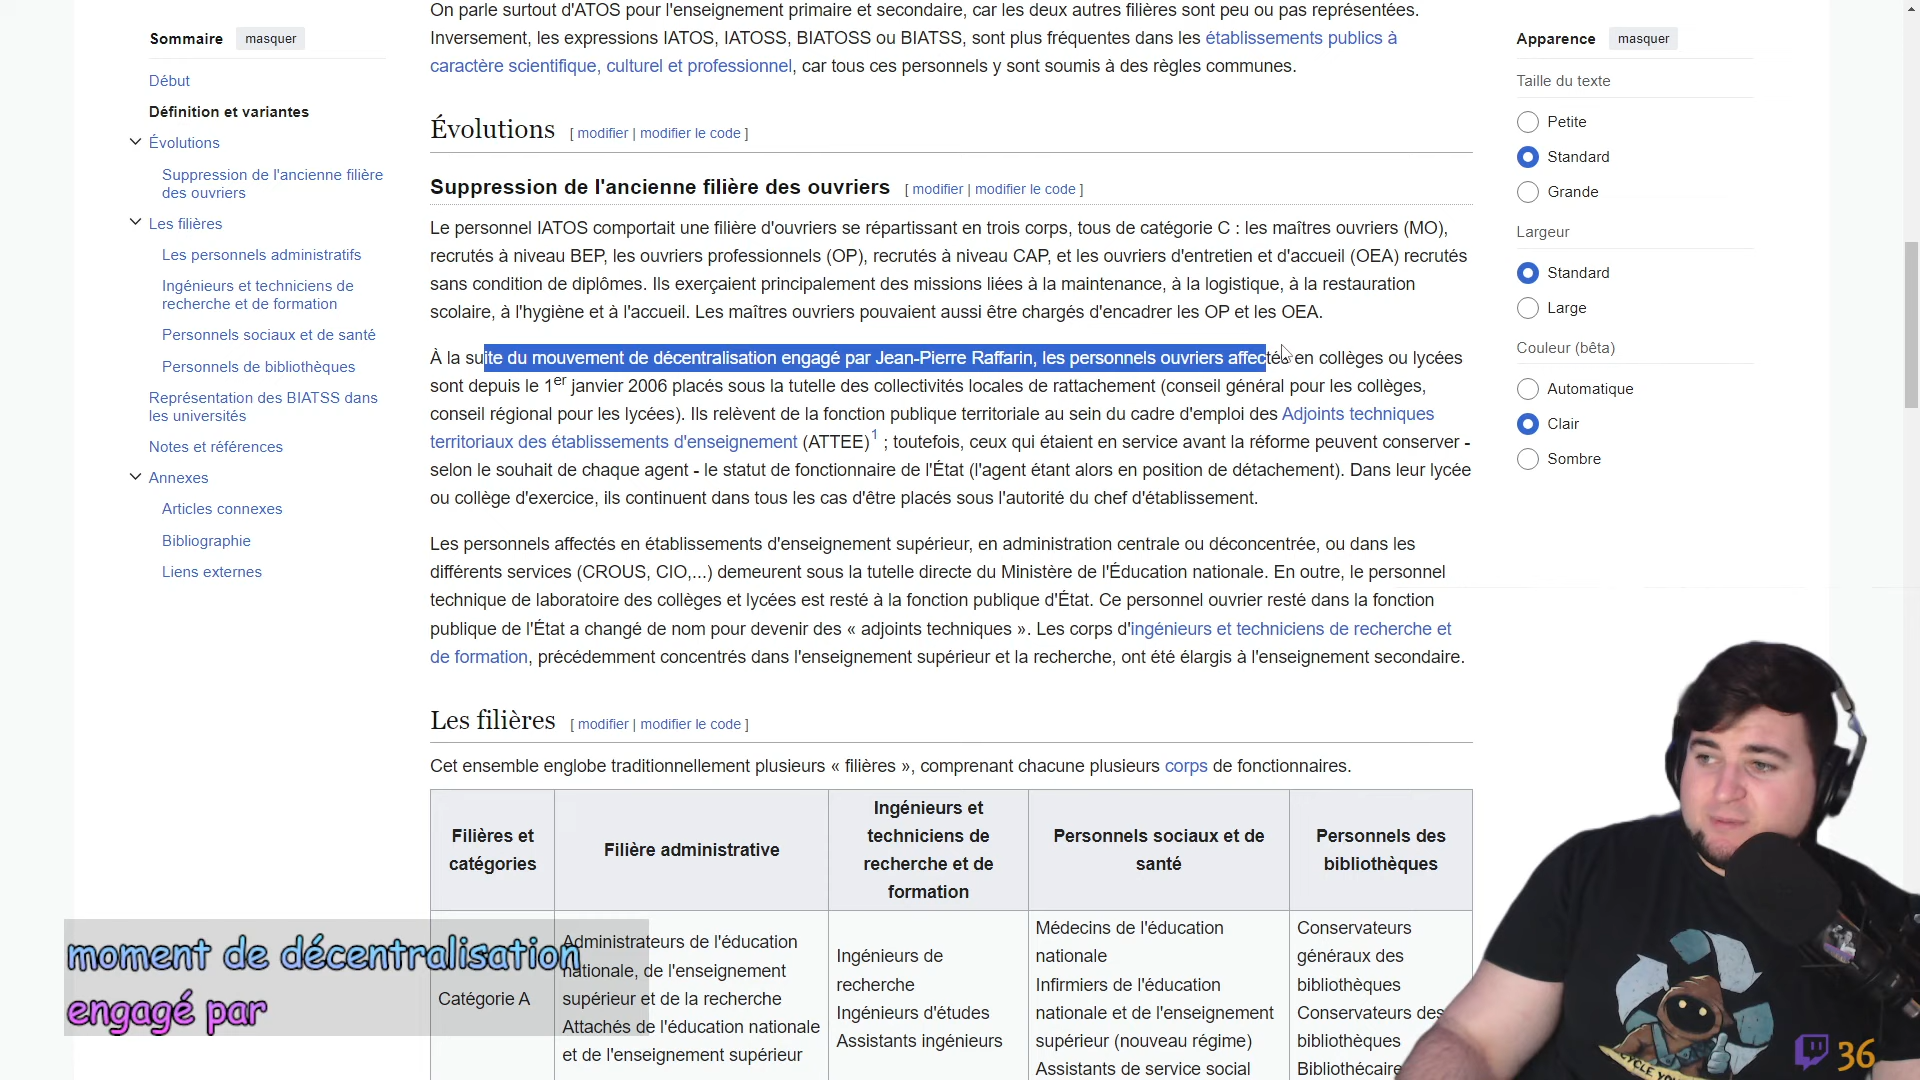 On parle surtout d'ATOS pour l'enseignement primaire et secondaire, car les deux autres filières sont peu ou pas représentées.
Inversement, les expressions IATOS, IATOSS, BIATOSS ou BIATSS, sont plus fréquentes dans les établissements publics à
caractère scientifique, culturel et professionnel, car tous ces personnels y sont soumis à des règles communes.
Sommaire masquer
Début
Définition et variantes
Évolutions
Suppression de l'ancienne filière
des ouvriers
Les filières
Les personnels administratifs
Ingénieurs et techniciens de
recherche et de formation
Personnels sociaux et de santé
Personnels de bibliothèques
Représentation des BIATSS dans
les universités
Notes et références
Annexes
Articles connexes
Bibliographie
Liens externes
Évolutions [ modifier | modifier le code ]
Suppression de l'ancienne filière des ouvriers [ modifier | modifier le code ]
Le personnel IATOS comportait une filière d'ouvriers se répartissant en trois corps, tous de catégorie C : les maîtres ouvriers (MO),
recrutés à niveau BEP, les ouvriers professionnels (OP), recrutés à niveau CAP, et les ouvriers d'entretien et d'accueil (OEA) recrutés
sans condition de diplômes. Ils exerçaient principalement des missions liées à la maintenance, à la logistique, à la restauration
scolaire, à l'hygiène et à l'accueil. Les maîtres ouvriers pouvaient aussi être chargés d'encadrer les OP et les OEA.
À la suite du mouvement de décentralisation engagé par Jean-Pierre Raffarin, les personnels ouvriers affectés en collèges ou lycées
sont depuis le 1er janvier 2006 placés sous la tutelle des collectivités locales de rattachement (conseil général pour les collèges,
conseil régional pour les lycées). Ils relèvent de la fonction publique territoriale au sein du cadre d'emploi des Adjoints techniques
territoriaux des établissements d'enseignement (ATTEE)1 ; toutefois, ceux qui étaient en service avant la réforme peuvent conserver -
selon le souhait de chaque agent - le statut de fonctionnaire de l'État (l'agent étant alors en position de détachement). Dans leur lycée
ou collège d'exercice, ils continuent dans tous les cas d'être placés sous l'autorité du chef d'établissement.
Les personnels affectés en établissements d'enseignement supérieur, en administration centrale ou déconcentrée, ou dans les
différents services (CROUS, CIO,...) demeurent sous la tutelle directe du Ministère de l'Éducation nationale. En outre, le personnel
technique de laboratoire des collèges et lycées est resté à la fonction publique d'État. Ce personnel ouvrier resté dans la fonction
publique de l'État a changé de nom pour devenir des « adjoints techniques ». Les corps d'ingénieurs et techniciens de recherche et
de formation, précédemment concentrés dans l'enseignement supérieur et la recherche, ont été élargis à l'enseignement secondaire.
Les filières [ modifier | modifier le code ]
Cet ensemble englobe traditionnellement plusieurs « filières », comprenant chacune plusieurs corps de fonctionnaires.
Filières et
catégories
Filière administrative
Ingénieurs et
techniciens de
recherche et de
formation
Personnels sociaux et de
santé
Personnels des
bibliothèques
Catégorie A
Administrateurs de l'éducation
nationale, de l'enseignement
supérieur et de la recherche
Attachés de l'éducation nationale
et de l'enseignement supérieur
Ingénieurs de
recherche
Ingénieurs d'études
Assistants ingénieurs
Médecins de l'éducation
nationale
Infirmiers de l'éducation
nationale et de l'enseignement
supérieur (nouveau régime)
Assistants de service social
Conservateurs
généraux des
bibliothèques
Conservateurs des
bibliothèques
Bibliothécaire
Apparence masquer
Taille du texte
Petite
Standard
Grande
Largeur
Standard
Large
Couleur (bêta)
Automatique
Clair
Sombre
moment de décentralisation
engagé par
36